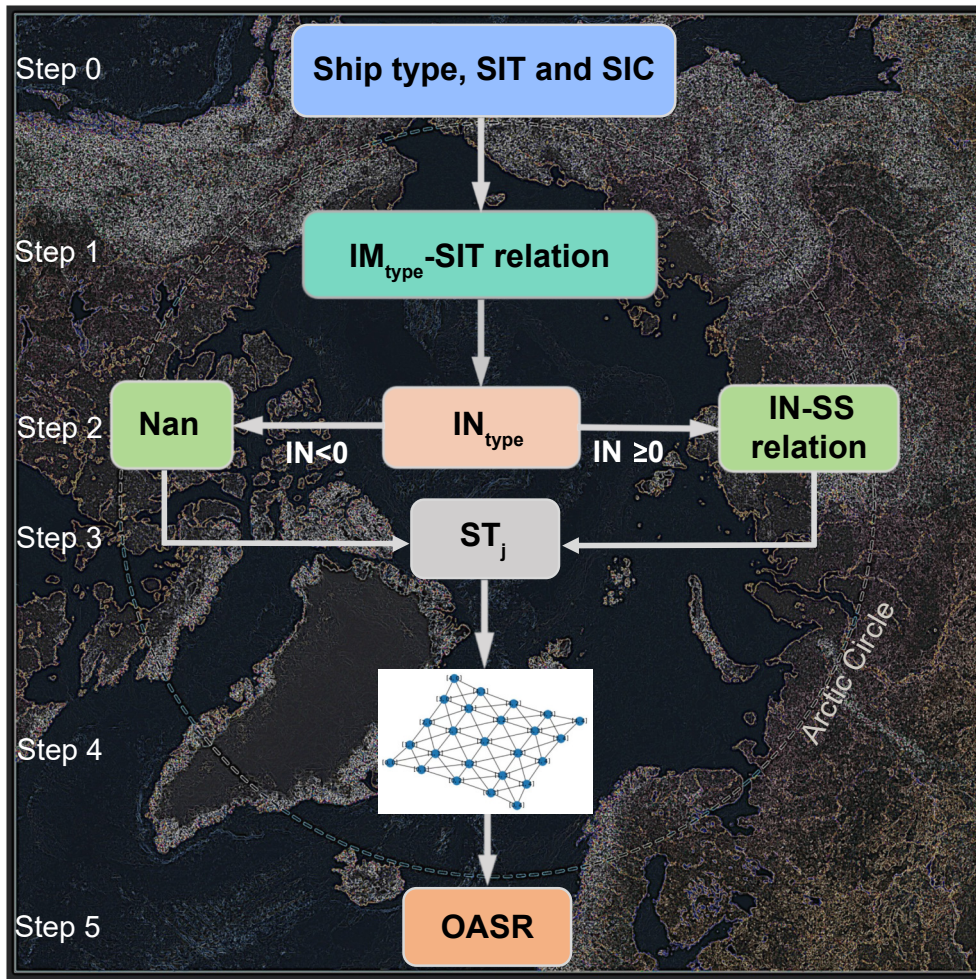 Step 0
Ship type, SIT and SIC
Step 1
IMtype-SIT relation
Step 2
Nan
IN<0
INtype
IN ≥0
IN-SS
relation
Step 3
STj
Step 4
Arctic Circle
Step 5
OASR